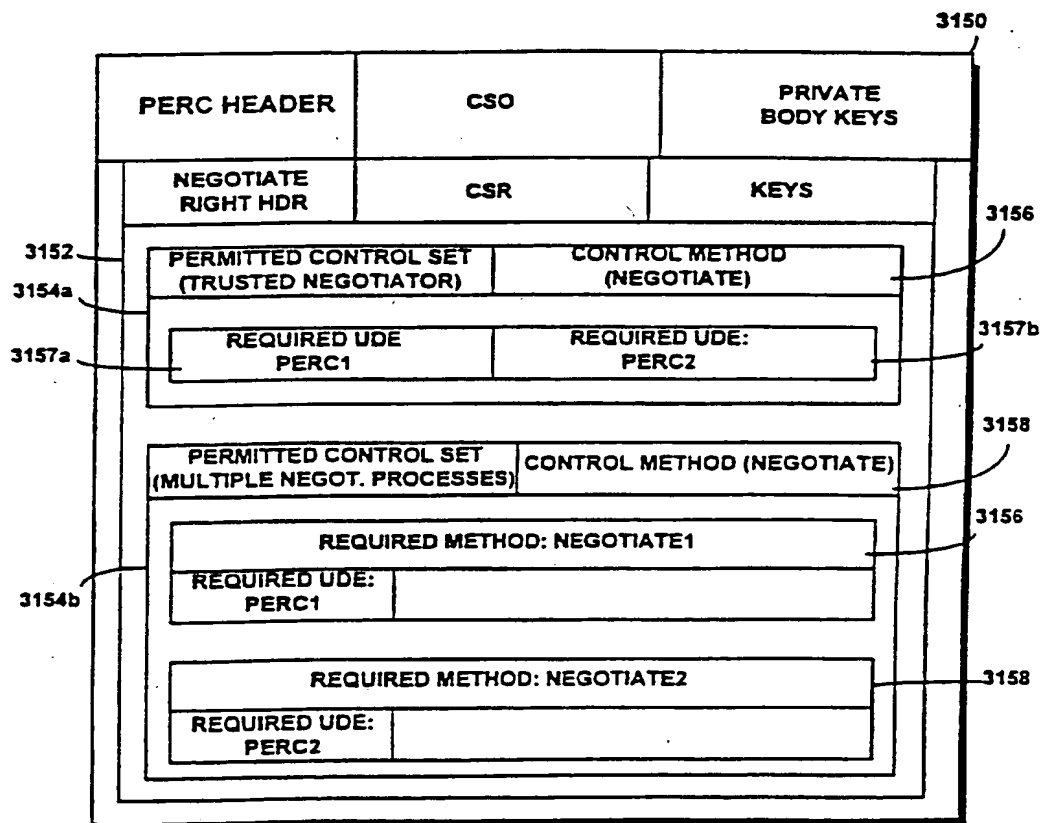 3150
PERC HEADER
CSO
PRIVATE
BODY KEYS
NEGOTIATE
RIGHT HDR
CSR
KEYS
3152
3154a
3156
PERMITTED CONTROL SET
(TRUSTED NEGOTIATOR)
CONTROL METHOD
(NEGOTIATE)
3157a
REQUIRED UDE
PERC1
REQUIRED UDE:
PERC2
3157b
3158
PERMITTED CONTROL SET
(MULTIPLE NEGOT. PROCESSES)
CONTROL METHOD (NEGOTIATE)
3156
REQUIRED METHOD: NEGOTIATE1
REQUIRED UDE:
PERC1
3154b
REQUIRED METHOD: NEGOTIATE2
3158
REQUIRED UDE:
PERC2